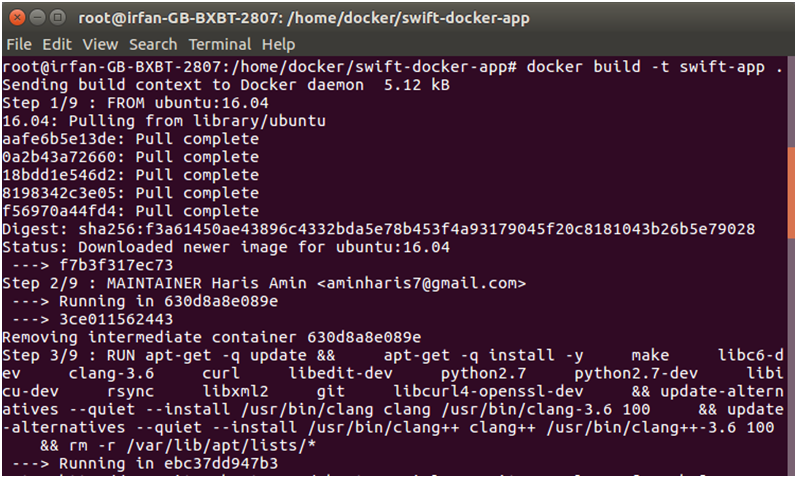 root@irfan-GB-BXBT-2807: /home/docker/swift-docker-app
File Edit View Search Terminal Help
root@irfan-GB-BXBT-2807:/home/docker/swift-docker-app# docker build -t swift-app .
Sending build context to Docker daemon  5.12 kB
Step 1/9 : FROM ubuntu:16.04
16.04: Pulling from library/ubuntu
aafe6b5e13de: Pull complete
0a2b43a72660: Pull complete
18bdd1e546d2: Pull complete
8198342c3e05: Pull complete
f56970a44fd4: Pull complete
Digest: sha256:f3a61450ae43896c4332bda5e78b453f4a93179045f20c8181043b26b5e79028
Status: Downloaded newer image for ubuntu:16.04
 ---> f7b3f317ec73
Step 2/9 : MAINTAINER Haris Amin <aminharis7@gmail.com>
 ---> Running in 630d8a8e089e
 ---> 3ce011562443
Removing intermediate container 630d8a8e089e
Step 3/9 : RUN apt-get -q update &&     apt-get -q install -y     make     libc6-d
ev     clang-3.6     curl     libedit-dev     python2.7     python2.7-dev     libi
cu-dev     rsync     libxml2     git     libcurl4-openssl-dev     && update-altern
atives --quiet --install /usr/bin/clang clang /usr/bin/clang-3.6 100     && update
-alternatives --quiet --install /usr/bin/clang++ clang++ /usr/bin/clang++-3.6 100
    && rm -r /var/lib/apt/lists/*
 ---> Running in ebc37dd947b3